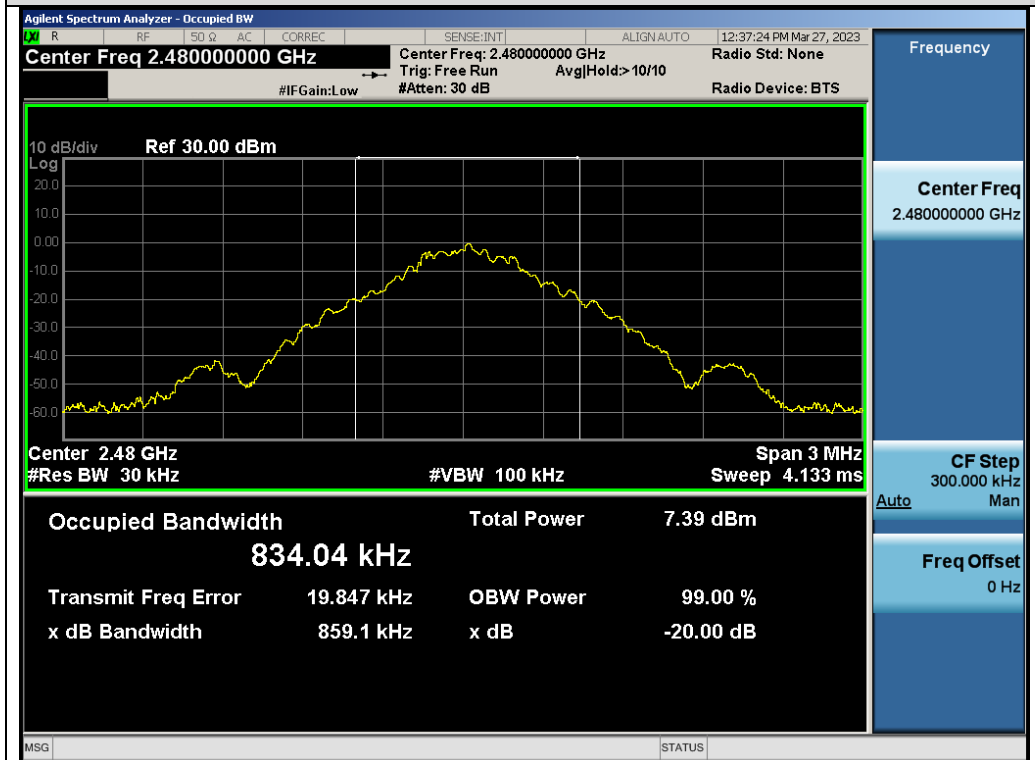 Agilent Spectrum Analyzer - Occupied BW
LXI R RF 50 Ω AC CORREC SENSE:INT ALIGN AUTO 12:37:24 PM Mar 27, 2023
Center Freq 2.480000000 GHz
Center Freq: 2.480000000 GHz
Radio Std: None
Trig: Free Run Avg|Hold:>10/10
#IFGain:Low
#Atten: 30 dB
Radio Device: BTS
10 dB/div Ref 30.00 dBm
Log
20.0
10.0
0.00
-10.0
-20.0
-30.0
-40.0
-50.0
-60.0
Center 2.48 GHz Span 3 MHz
#Res BW 30 kHz #VBW 100 kHz Sweep 4.133 ms
Occupied Bandwidth Total Power 7.39 dBm
834.04 kHz
Transmit Freq Error 19.847 kHz OBW Power 99.00 %
x dB Bandwidth 859.1 kHz x dB -20.00 dB
Frequency
Center Freq
2.480000000 GHz
CF Step
300.000 kHz
Auto Man
Freq Offset
0 Hz
MSG STATUS